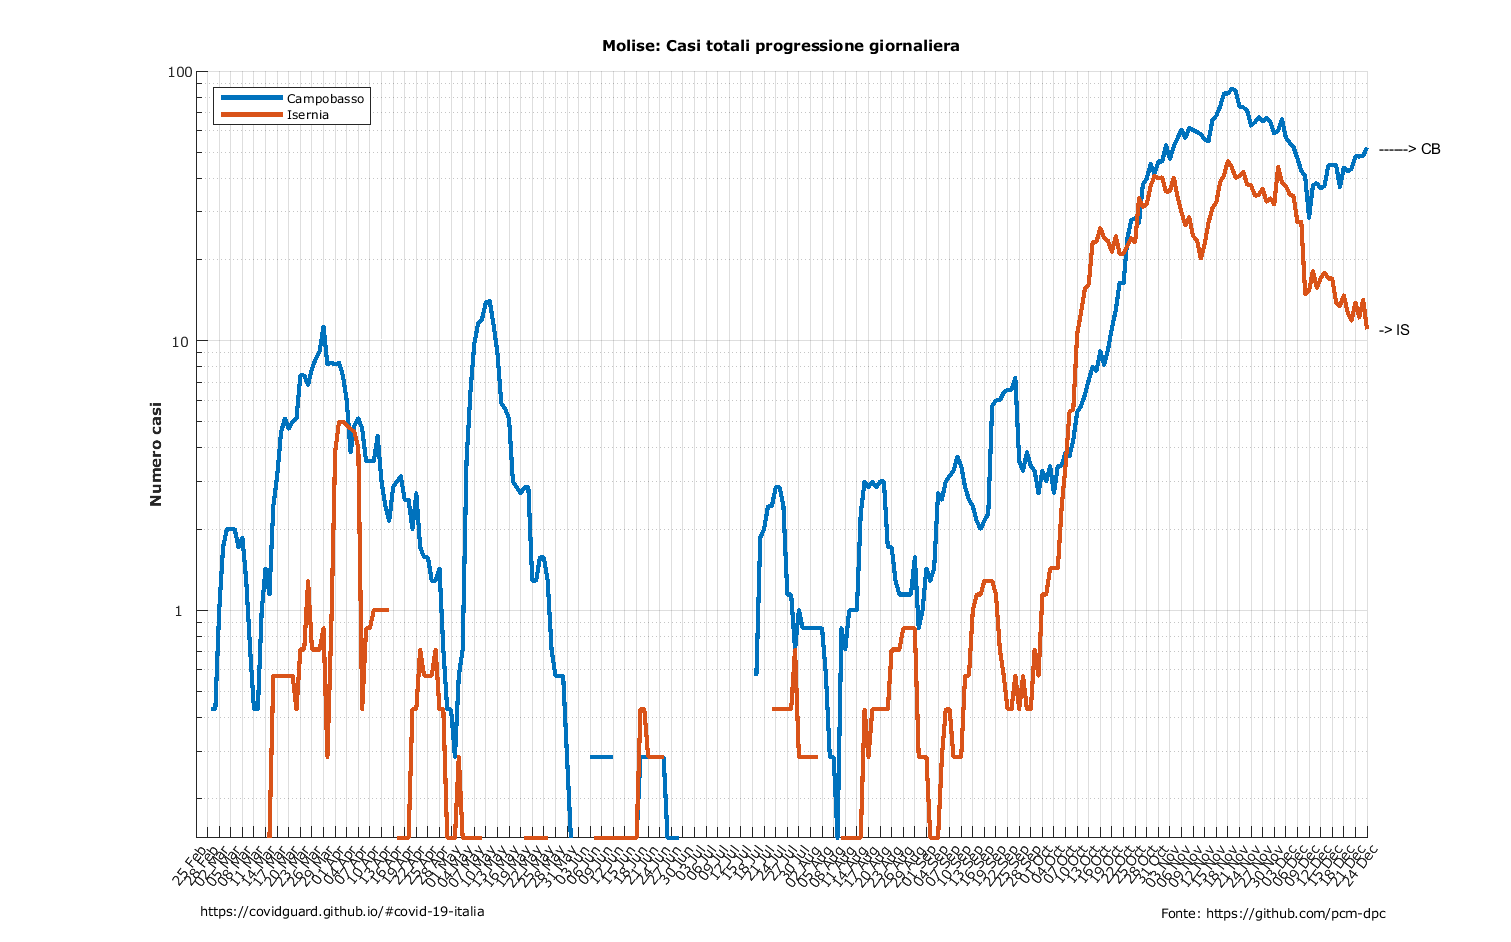 Molise: Casi totali progressione giornaliera
100
Campobasso
Isernia
------> CB
-> IS
10
1
Numero casi
25 Feb
28 Feb
02 Mar
05 Mar
08 Mar
11 Mar
14 Mar
17 Mar
20 Mar
23 Mar
26 Mar
29 Mar
01 Apr
04 Apr
07 Apr
10 Apr
13 Apr
16 Apr
19 Apr
22 Apr
25 Apr
28 Apr
01 May
04 May
07 May
10 May
13 May
16 May
19 May
22 May
25 May
28 May
31 May
03 Jun
06 Jun
09 Jun
12 Jun
15 Jun
18 Jun
21 Jun
24 Jun
27 Jun
30 Jun
03 Jul
06 Jul
09 Jul
12 Jul
15 Jul
18 Jul
21 Jul
24 Jul
27 Jul
30 Jul
02 Aug
05 Aug
08 Aug
11 Aug
14 Aug
17 Aug
20 Aug
23 Aug
26 Aug
29 Aug
01 Sep
04 Sep
07 Sep
10 Sep
13 Sep
16 Sep
19 Sep
22 Sep
25 Sep
28 Sep
01 Oct
04 Oct
07 Oct
10 Oct
13 Oct
16 Oct
19 Oct
22 Oct
25 Oct
28 Oct
31 Oct
03 Nov
06 Nov
09 Nov
12 Nov
15 Nov
18 Nov
21 Nov
24 Nov
27 Nov
30 Nov
03 Dec
06 Dec
09 Dec
12 Dec
15 Dec
18 Dec
21 Dec
24 Dec
https://covidguard.github.io/#covid-19-italia
Fonte: https://github.com/pcm-dpc